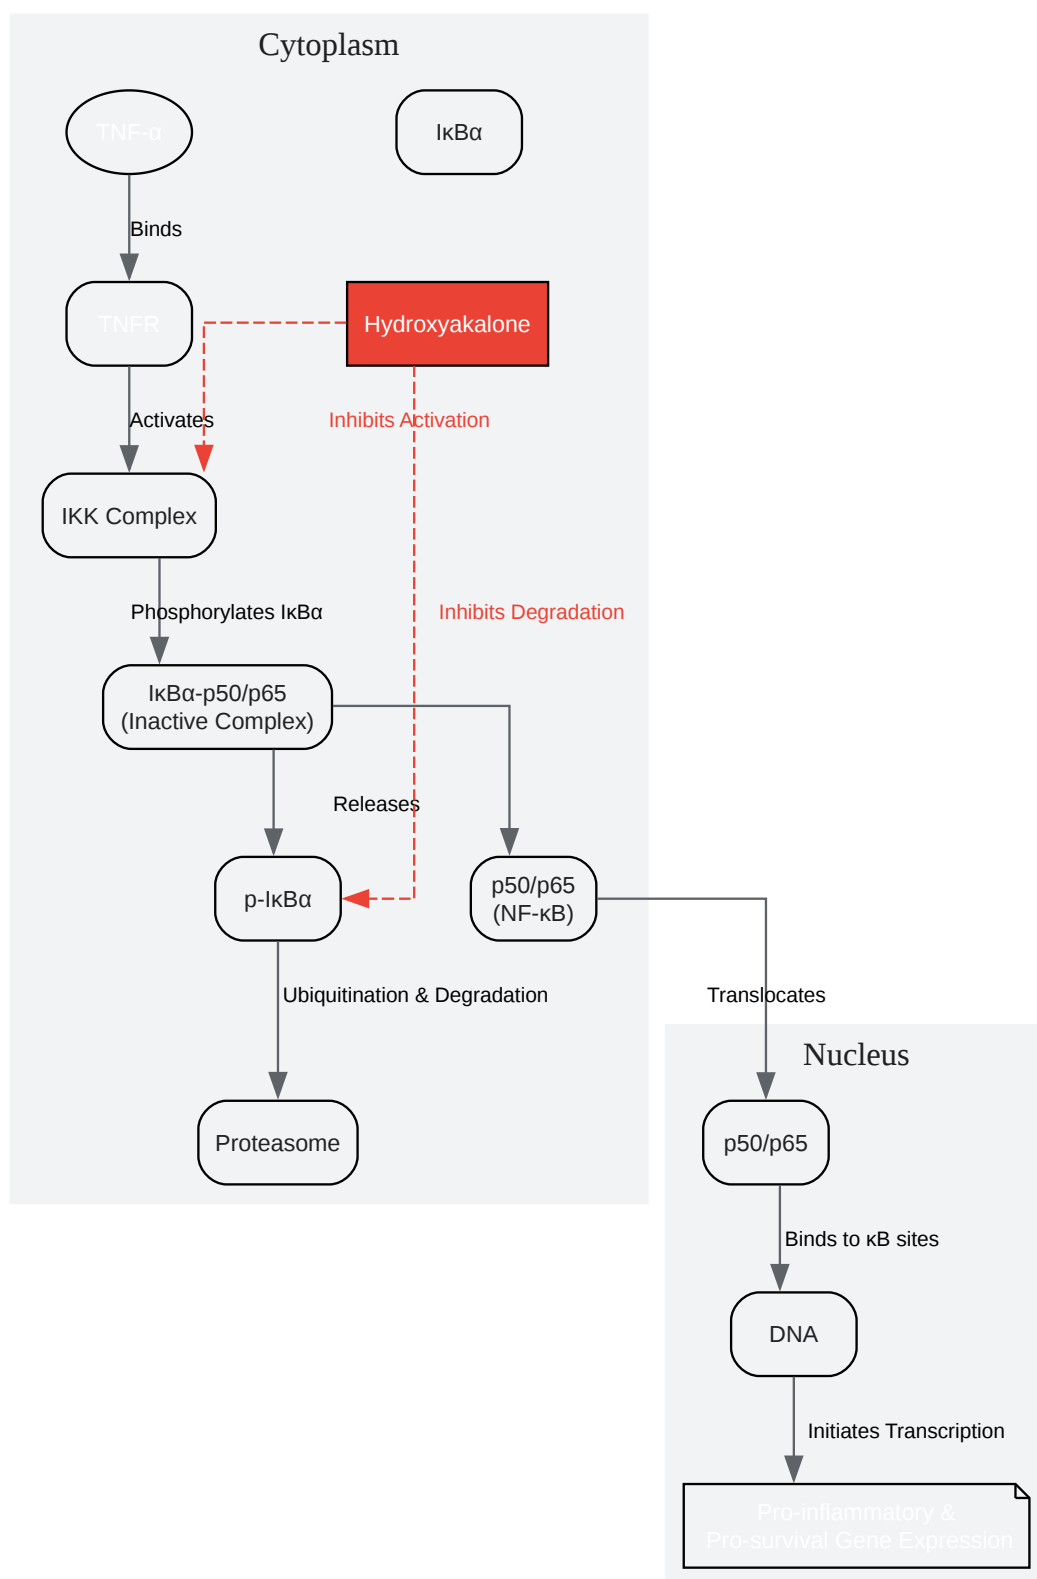 Cytoplasm
TNF-α
IκBα
Binds
TNFR
Hydroxyakalone
Activates
Inhibits Activation
IKK Complex
Phosphorylates IκBα
Inhibits Degradation
IκBα-p50/p65
(Inactive Complex)
Releases
p-IκBα
p50/p65
(NF-κB)
Ubiquitination & Degradation
Translocates
Nucleus
Proteasome
p50/p65
Binds to κB sites
DNA
Initiates Transcription
Pro-inflammatory &
Pro-survival Gene Expression